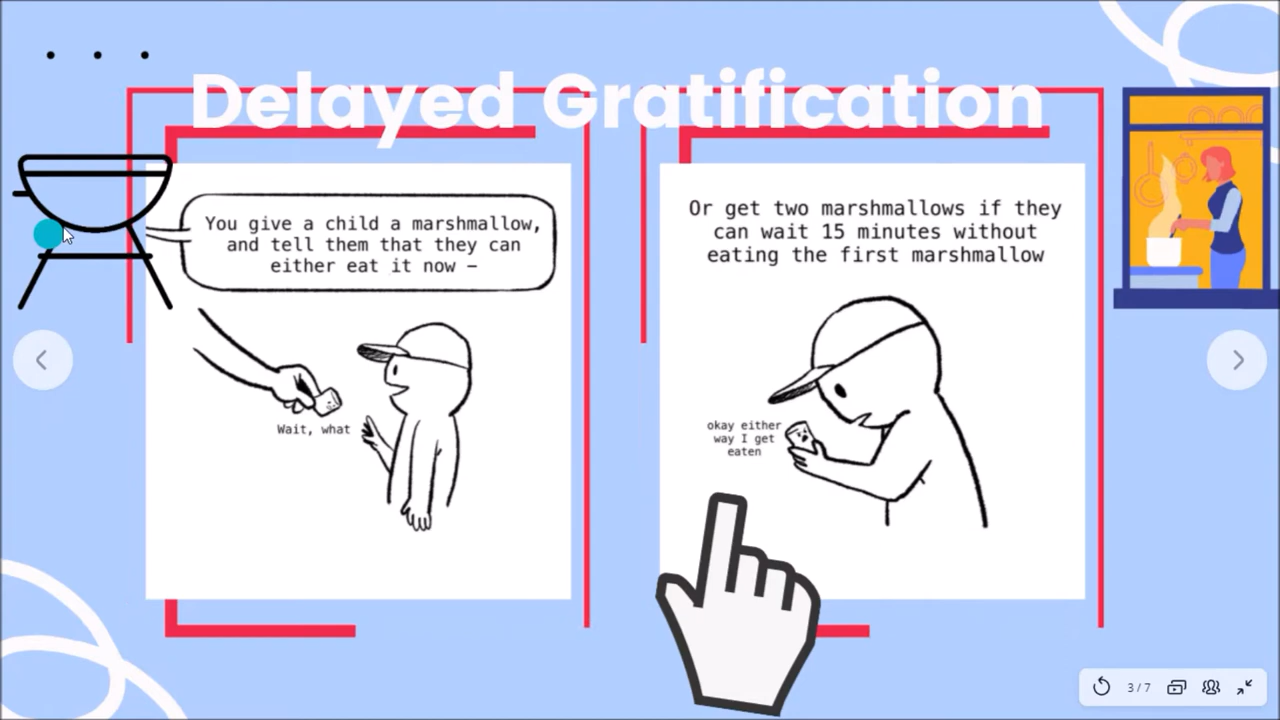 Delayed Gratification
You give a child a marshmallow,
and tell them that they can
either eat it now –
Wait, what
Or get two marshmallows if they
can wait 15 minutes without
eating the first marshmallow
okay either
way I get
eaten
3 / 7